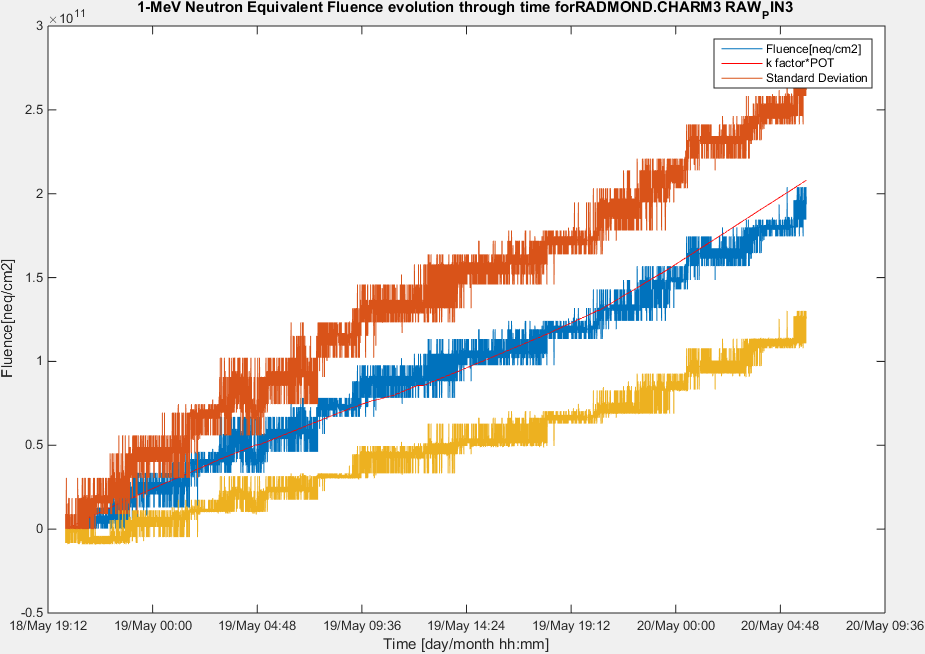 1-MeV Neutron Equivalent Fluence evolution through time forRADMOND.CHARM3 RAWPIN3
×10^11
3
Fluence[neq/cm2]
k factor*POT
Standard Deviation
2.5
2
1.5
1
0.5
0
-0.5
Fluence[neq/cm2]
18/May 19:12 19/May 00:00 19/May 04:48 19/May 09:36 19/May 14:24 19/May 19:12 20/May 00:00 20/May 04:48 20/May 09:36
Time [day/month hh:mm]